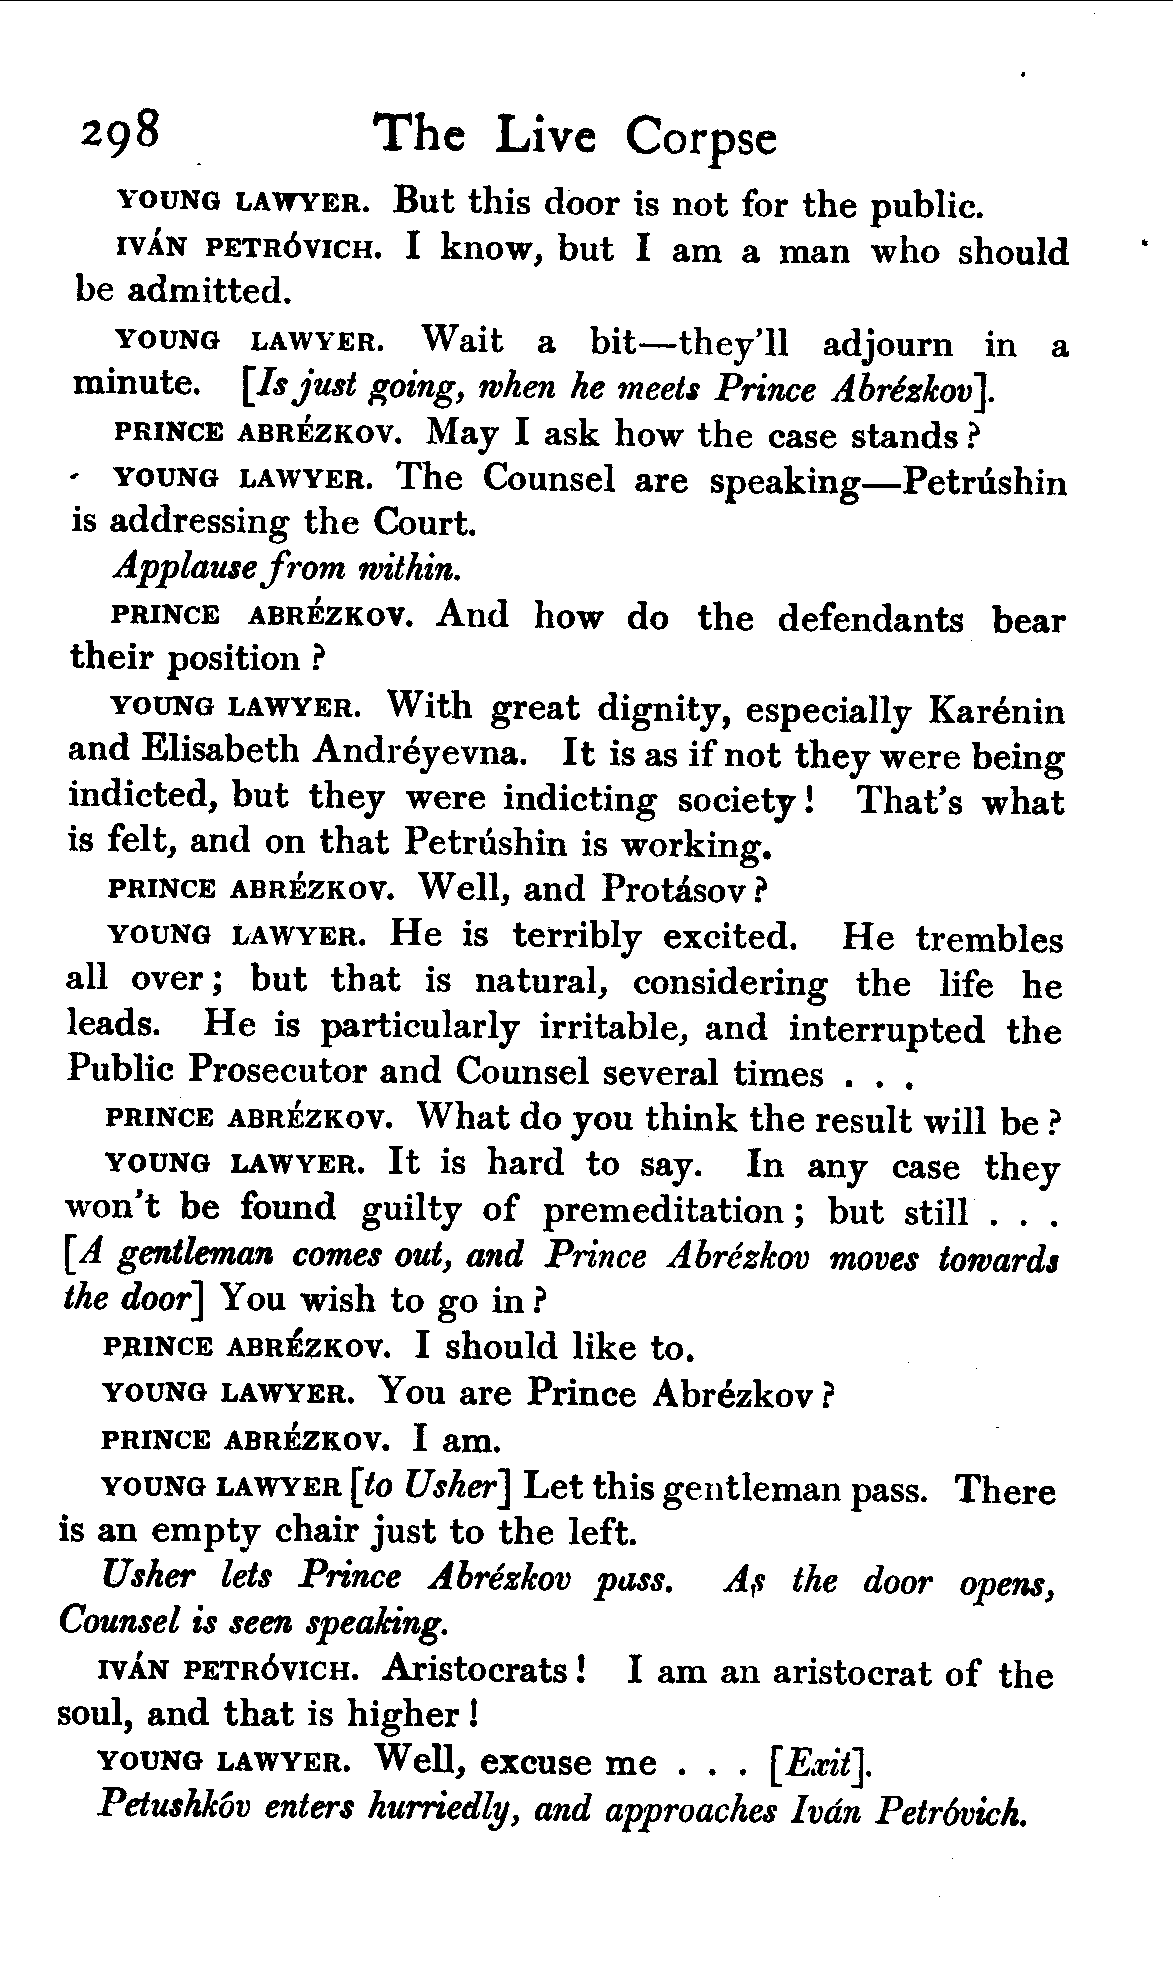 298 The Live Corpse
YOUNG LAWYER. But this door is not for the public.
IVÁN PETRÓVICH. I know, but I am a man who should
be admitted.
YOUNG LAWYER. Wait a bit—they'll adjourn in a
minute. [Is just going, when he meets Prince Abrézkov].
PRINCE ABRÉZKOV. May I ask how the case stands?
YOUNG LAWYER. The Counsel are speaking—Petrúshin
is addressing the Court.
Applause from within.
PRINCE ABRÉZKOV. And how do the defendants bear
their position?
YOUNG LAWYER. With great dignity, especially Karénin
and Elisabeth Andréyevna. It is as if not they were being
indicted, but they were indicting society! That's what
is felt, and on that Petrúshin is working.
PRINCE ABRÉZKOV. Well, and Protásov?
YOUNG LAWYER. He is terribly excited. He trembles
all over; but that is natural, considering the life he
leads. He is particularly irritable, and interrupted the
Public Prosecutor and Counsel several times . . .
PRINCE ABRÉZKOV. What do you think the result will be?
YOUNG LAWYER. It is hard to say. In any case they
won't be found guilty of premeditation; but still . . .
[A gentleman comes out, and Prince Abrézkov moves towards
the door] You wish to go in?
PRINCE ABRÉZKOV. I should like to.
YOUNG LAWYER. You are Prince Abrézkov?
PRINCE ABRÉZKOV. I am.
YOUNG LAWYER [to Usher] Let this gentleman pass. There
is an empty chair just to the left.
Usher lets Prince Abrézkov pass. As the door opens,
Counsel is seen speaking.
IVÁN PETRÓVICH. Aristocrats! I am an aristocrat of the
soul, and that is higher!
YOUNG LAWYER. Well, excuse me . . . [Exit].
Petushkóv enters hurriedly, and approaches Iván Petróvich.